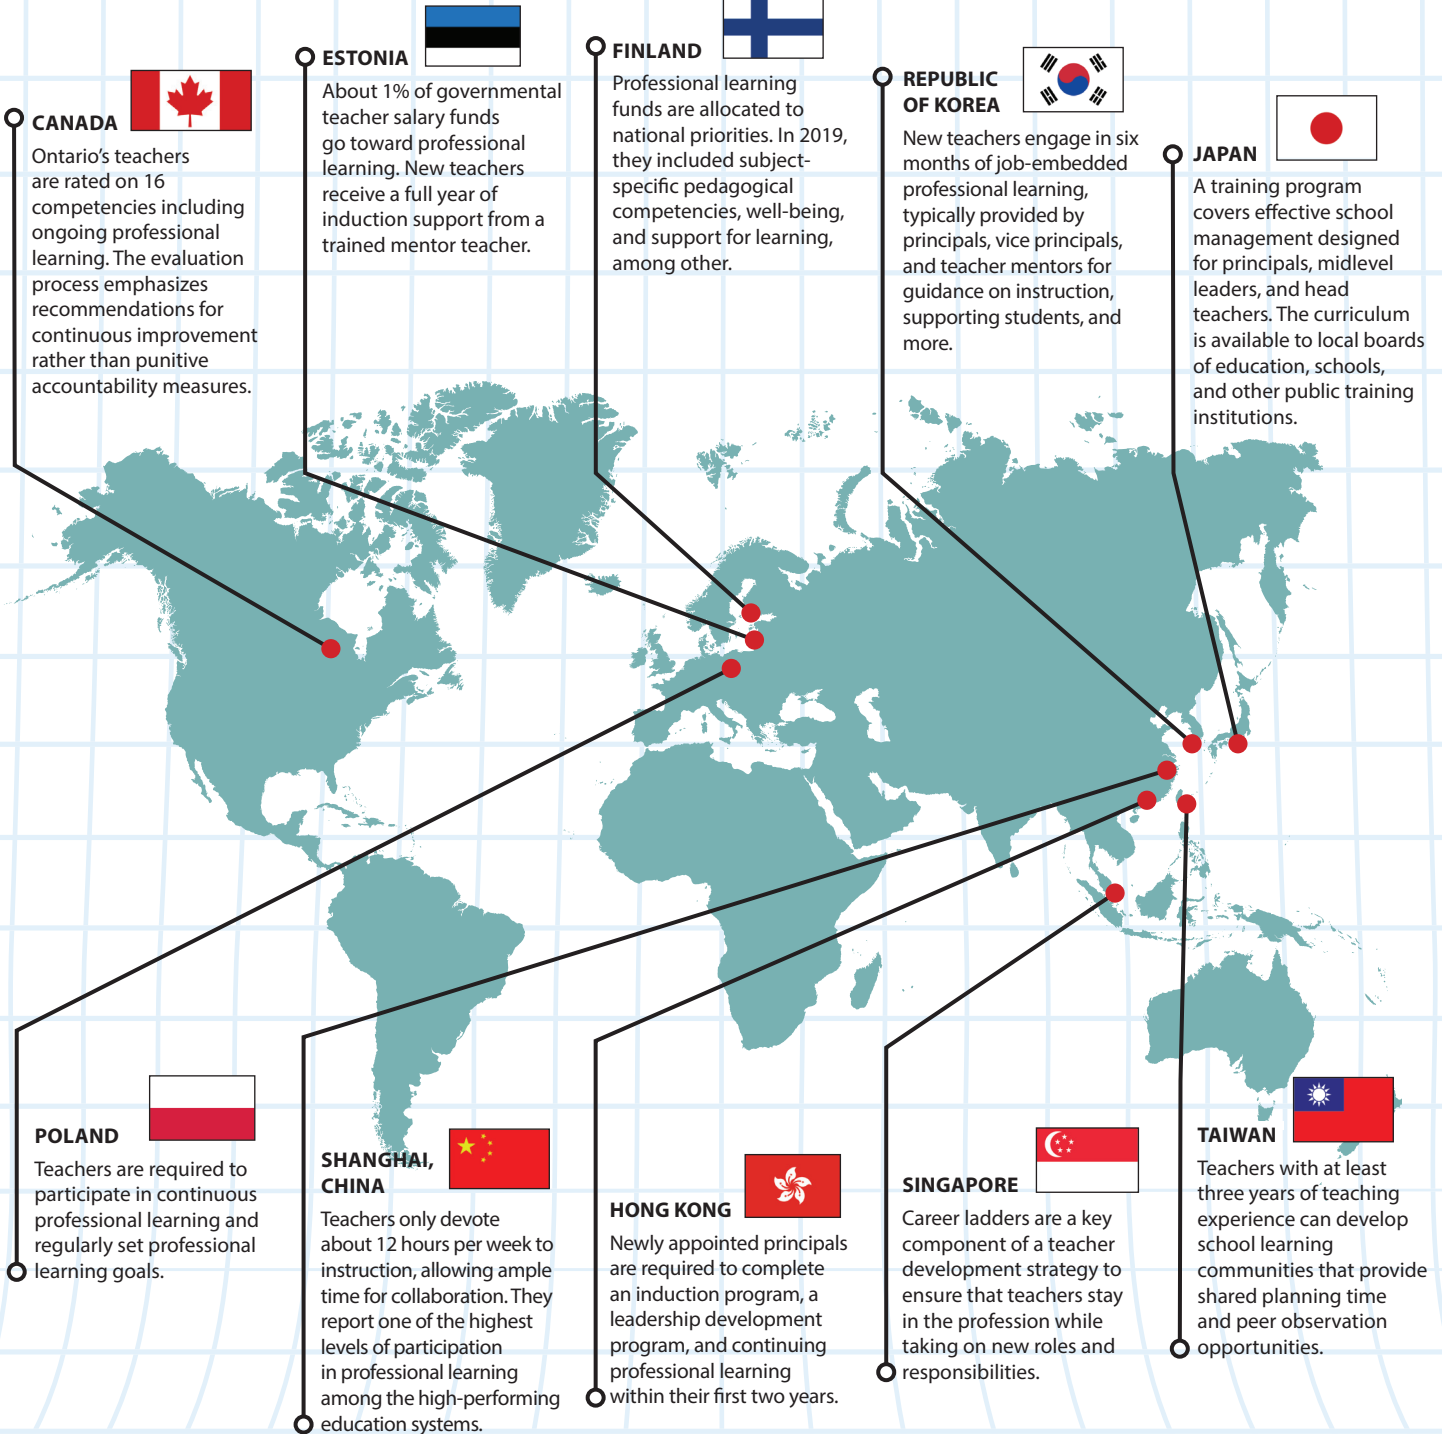 CANADA
Ontario's teachers
are rated on 16
competencies including
ongoing professional
learning. The evaluation
process emphasizes
recommendations for
continuous improvement
rather than punitive
accountability measures.
ESTONIA
About 1% of governmental
teacher salary funds
go toward professional
learning. New teachers
receive a full year of
induction support from a
trained mentor teacher.
FINLAND
Professional learning
funds are allocated to
national priorities. In 2019,
they included subject-
specific pedagogical
competencies, well-being,
and support for learning,
among other.
REPUBLIC
OF KOREA
New teachers engage in six
months of job-embedded
professional learning,
typically provided by
principals, vice principals,
and teacher mentors for
guidance on instruction,
supporting students, and
more.
JAPAN
A training program
covers effective school
management designed
for principals, midlevel
leaders, and head
teachers. The curriculum
is available to local boards
of education, schools,
and other public training
institutions.
POLAND
Teachers are required to
participate in continuous
professional learning and
regularly set professional
learning goals.
SHANGHAI,
CHINA
Teachers only devote
about 12 hours per week to
instruction, allowing ample
time for collaboration. They
report one of the highest
levels of participation
in professional learning
among the high-performing
education systems.
HONG KONG
Newly appointed principals
are required to complete
an induction program, a
leadership development
program, and continuing
professional learning
within their first two years.
SINGAPORE
Career ladders are a key
component of a teacher
development strategy to
ensure that teachers stay
in the profession while
taking on new roles and
responsibilities.
TAIWAN
Teachers with at least
three years of teaching
experience can develop
school learning
communities that provide
shared planning time
and peer observation
opportunities.